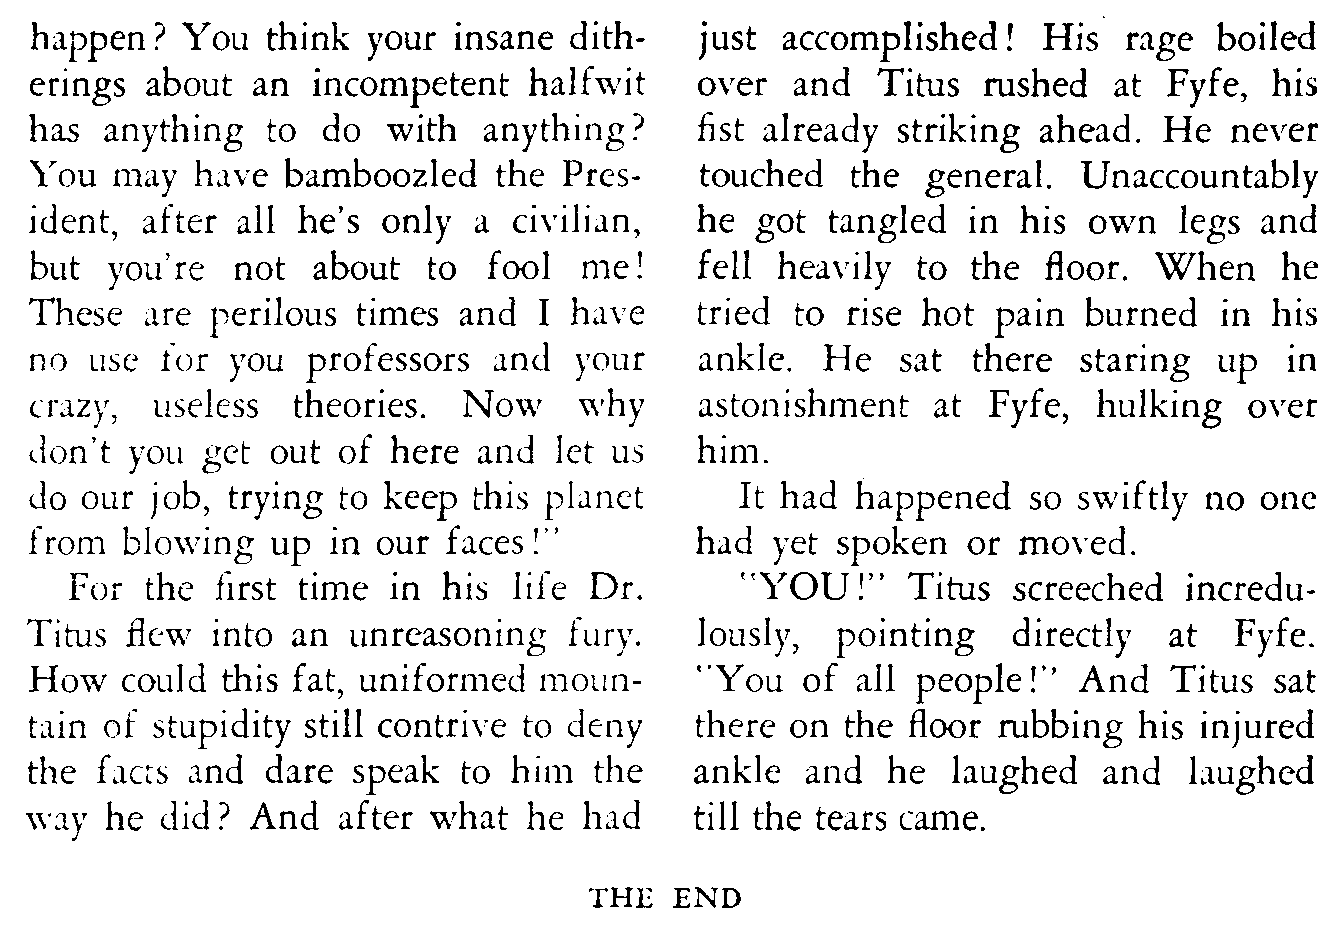 happen? You think your insane dith-
erings about an incompetent halfwit
has anything to do with anything?
You may have bamboozled the Pres-
ident, after all he's only a civilian,
but you're not about to fool me!
These are perilous times and I have
no use for you professors and your
crazy, useless theories. Now why
don't you get out of here and let us
do our job, trying to keep this planet
from blowing up in our faces!"
For the first time in his life Dr.
Titus flew into an unreasoning fury.
How could this fat, uniformed moun-
tain of stupidity still contrive to deny
the facts and dare speak to him the
way he did? And after what he had
just accomplished! His rage boiled
over and Titus rushed at Fyfe, his
fist already striking ahead. He never
touched the general. Unaccountably
he got tangled in his own legs and
fell heavily to the floor. When he
tried to rise hot pain burned in his
ankle. He sat there staring up in
astonishment at Fyfe, hulking over
him.
It had happened so swiftly no one
had yet spoken or moved.
"YOU!" Titus screeched incredu-
lously, pointing directly at Fyfe.
"You of all people!" And Titus sat
there on the floor rubbing his injured
ankle and he laughed and laughed
till the tears came.
THE END